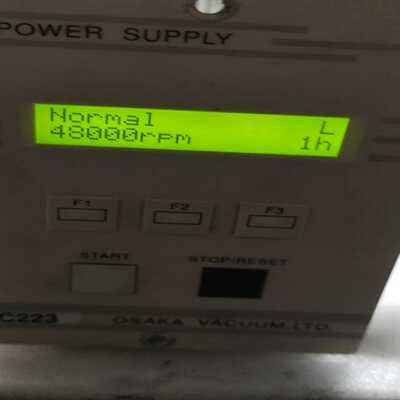 POWER SUPPLY
Normal L
48000rpm 1h
F1 F2 F3
START STOP/RESET
C223 OSAKA VACUUM,LTD.